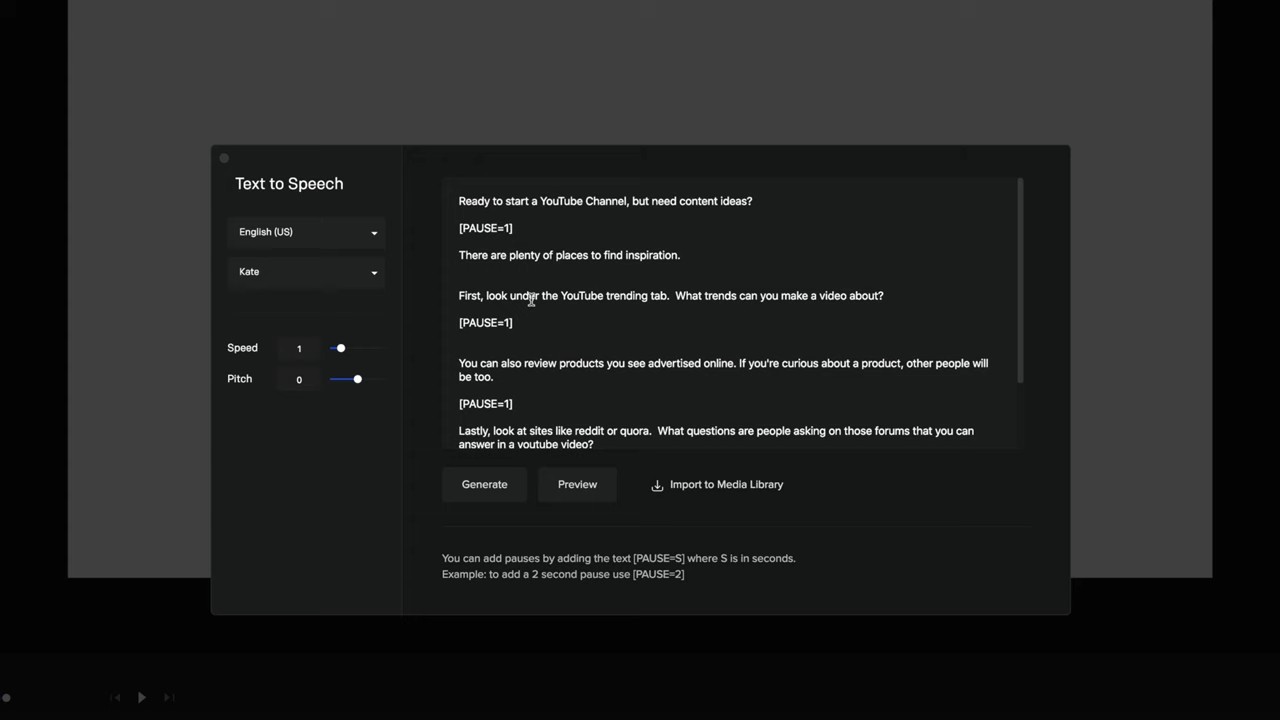 Text to Speech
English (US)
Kate
Speed 1
Pitch 0
Ready to start a YouTube Channel, but need content ideas?
[PAUSE=1]
There are plenty of places to find inspiration.
First, look under the YouTube trending tab.  What trends can you make a video about?
[PAUSE=1]
You can also review products you see advertised online. If you're curious about a product, other people will
be too.
[PAUSE=1]
Lastly, look at sites like reddit or quora.  What questions are people asking on those forums that you can
answer in a youtube video?
Generate Preview Import to Media Library
You can add pauses by adding the text [PAUSE=S] where S is in seconds.
Example: to add a 2 second pause use [PAUSE=2]